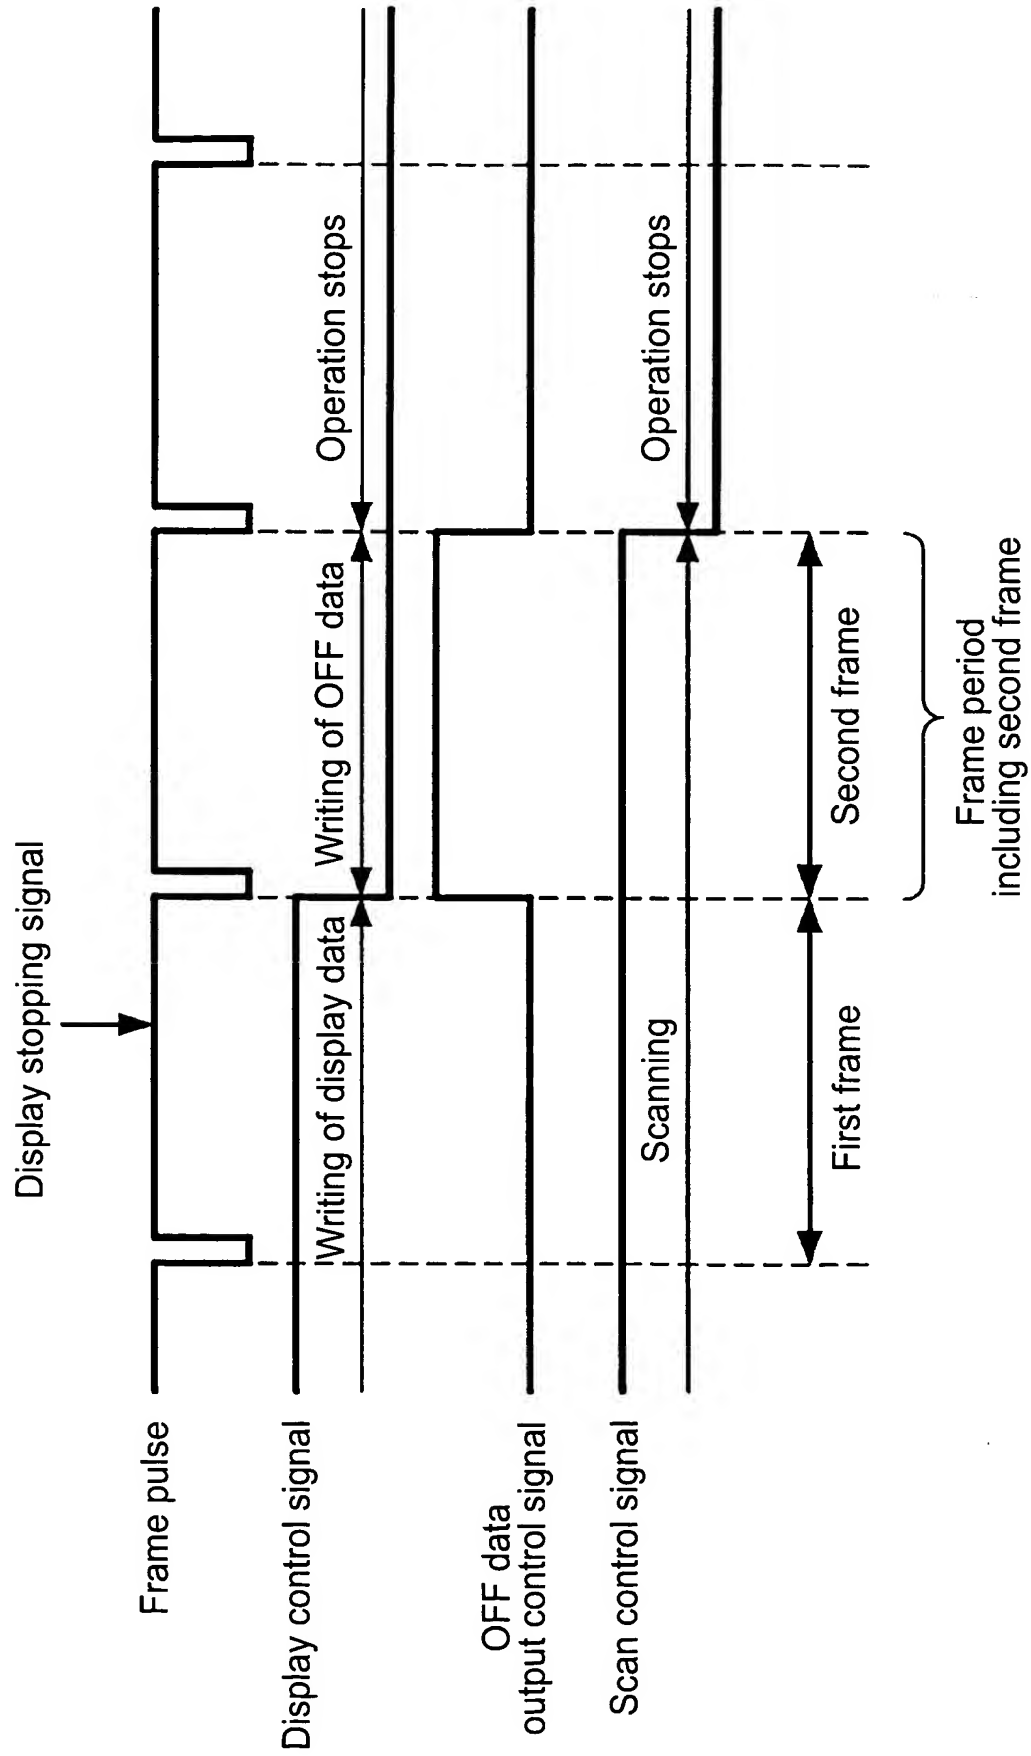 Display stopping signal
Frame pulse
Display control signal
Writing of display data
Writing of OFF data
Operation stops
OFF data
output control signal
Scan control signal
Scanning
Operation stops
First frame
Second frame
Frame period
including second frame